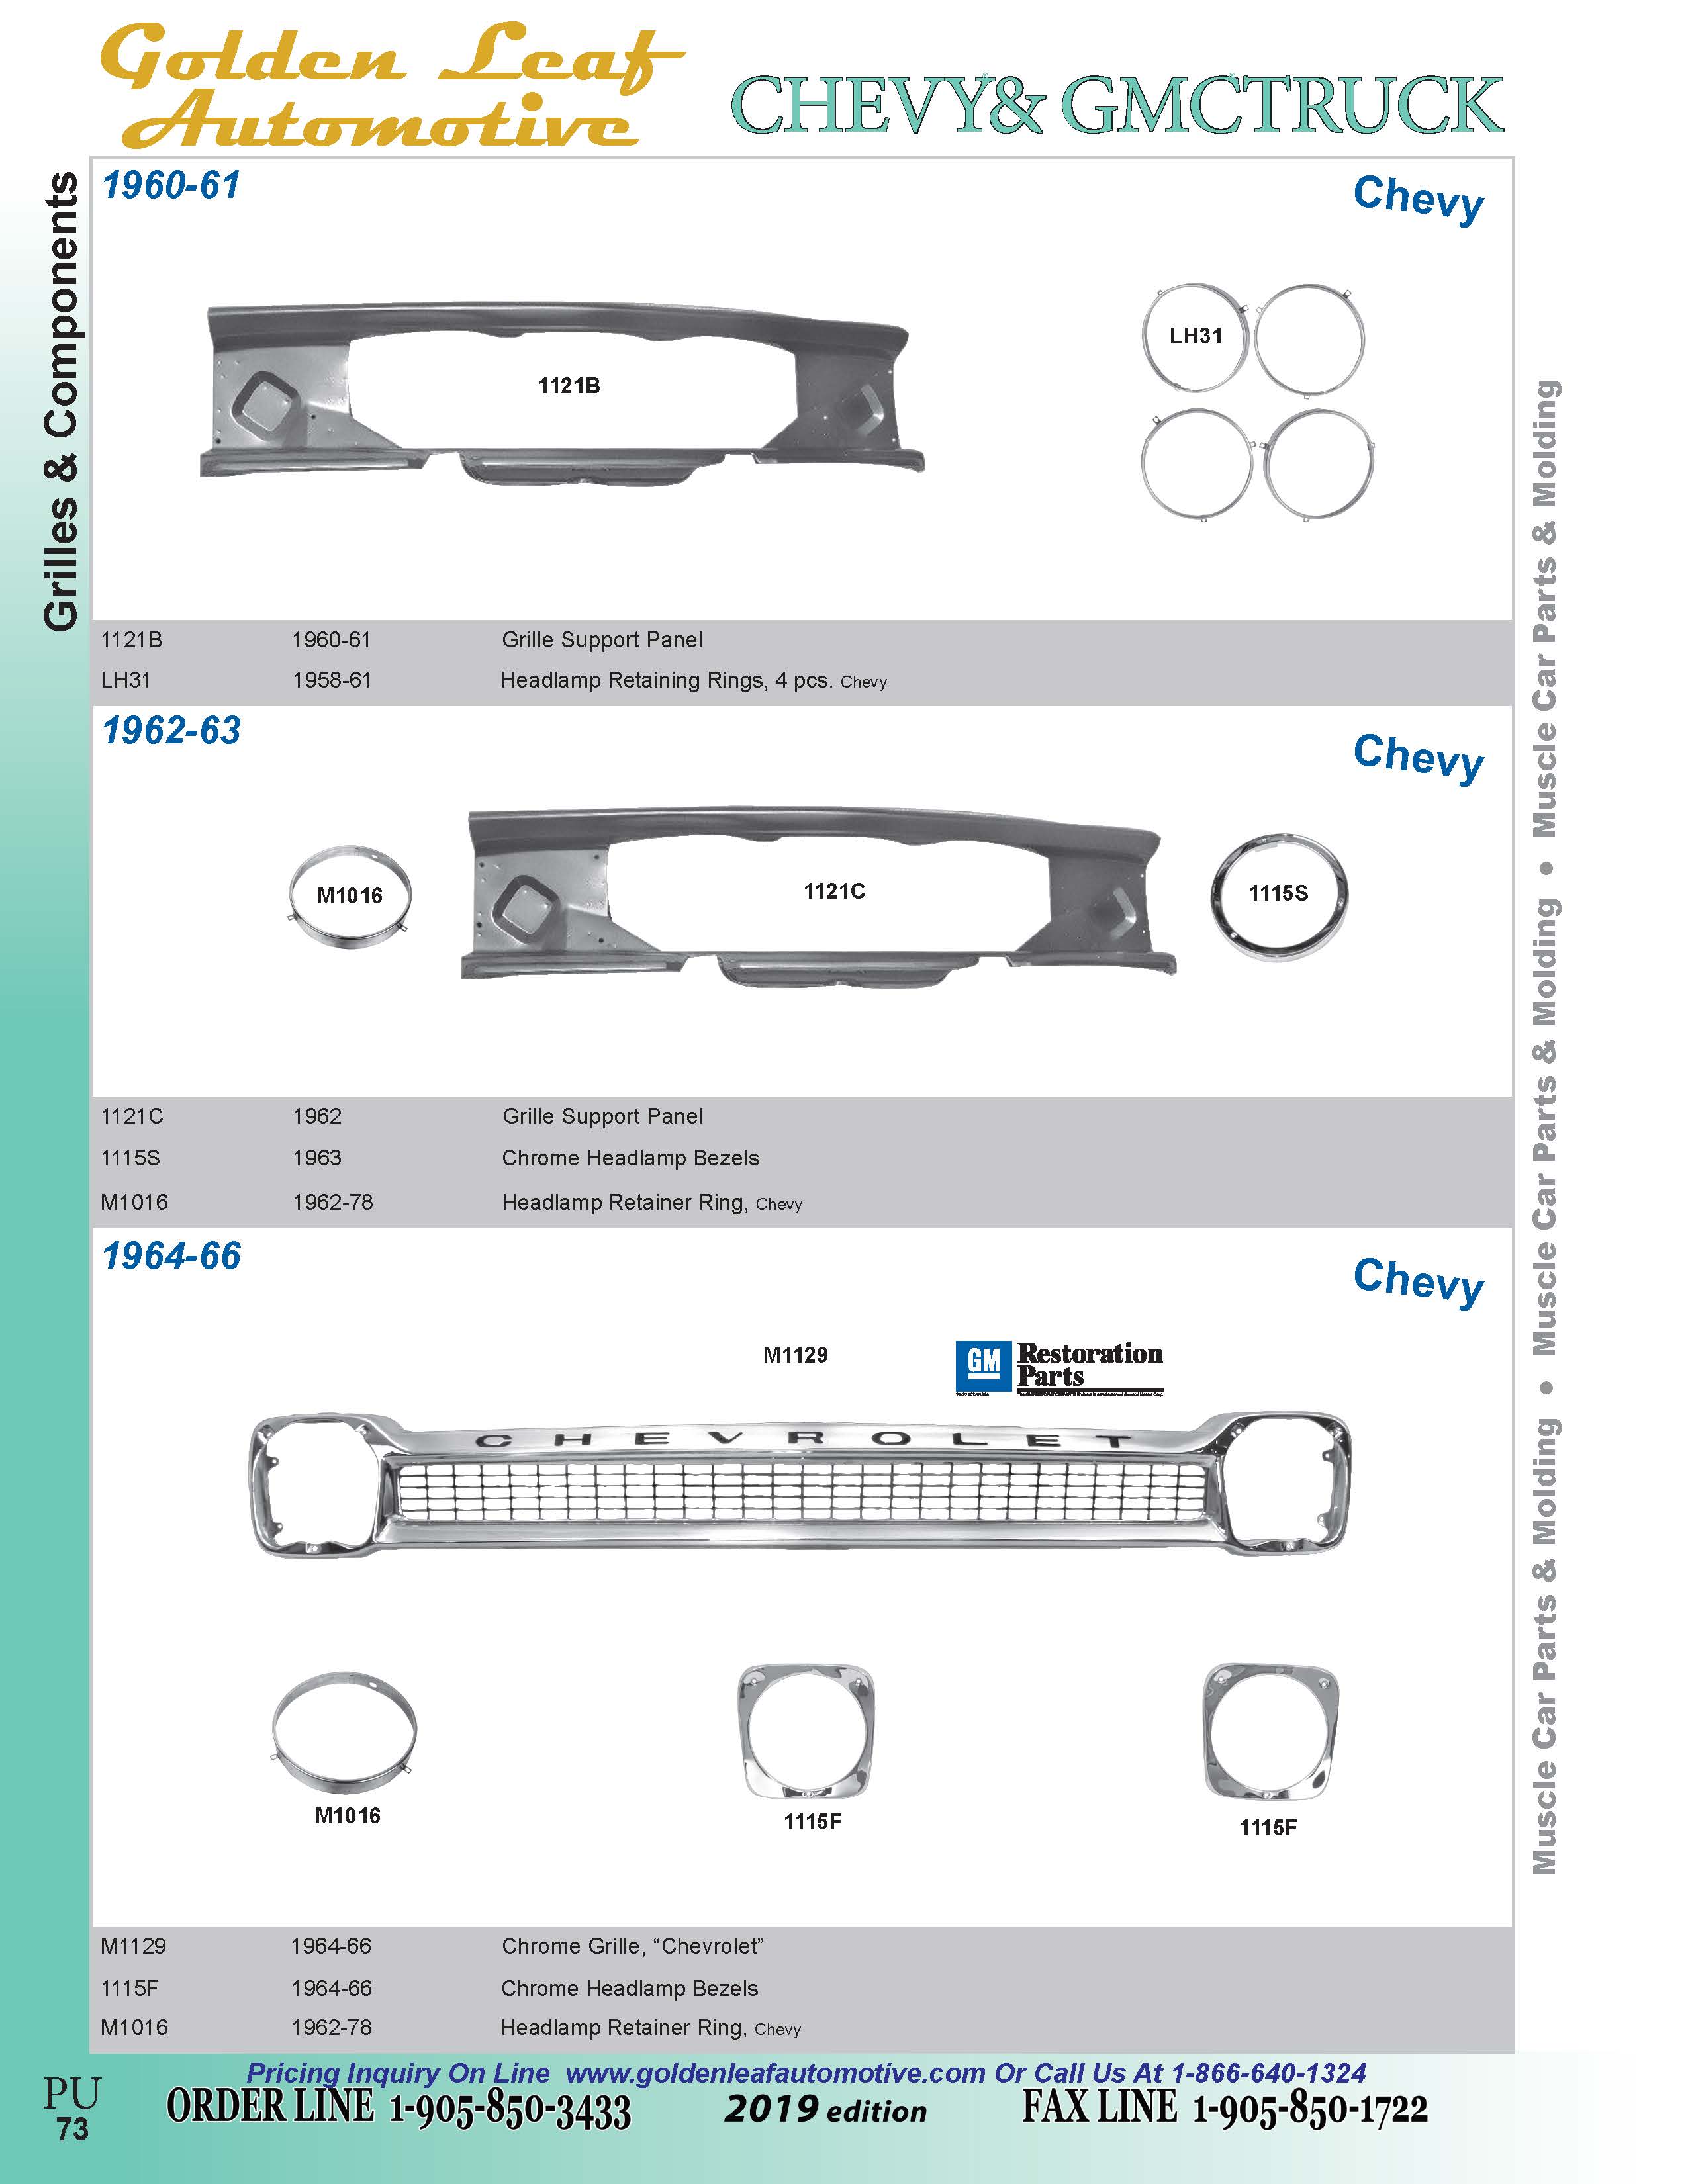 Golden Leaf
Automotive
CHEVY& GMCTRUCK
Grilles & Components
1960-61
Chevy
1121B
LH31
1121B 1960-61 Grille Support Panel
LH31 1958-61 Headlamp Retaining Rings, 4 pcs. Chevy
1962-63
Chevy
M1016
1121C
1115S
1121C 1962 Grille Support Panel
1115S 1963 Chrome Headlamp Bezels
M1016 1962-78 Headlamp Retainer Ring, Chevy
1964-66
Chevy
M1129
GM Restoration
Parts
CHEVROLET
M1016
1115F
1115F
M1129 1964-66 Chrome Grille, “Chevrolet”
1115F 1964-66 Chrome Headlamp Bezels
M1016 1962-78 Headlamp Retainer Ring, Chevy
Muscle Car Parts & Molding • Muscle Car Parts & Molding • Muscle Car Parts & Molding
Pricing Inquiry On Line www.goldenleafautomotive.com Or Call Us At 1-866-640-1324
PU
73
ORDER LINE 1-905-850-3433
2019 edition
FAX LINE 1-905-850-1722